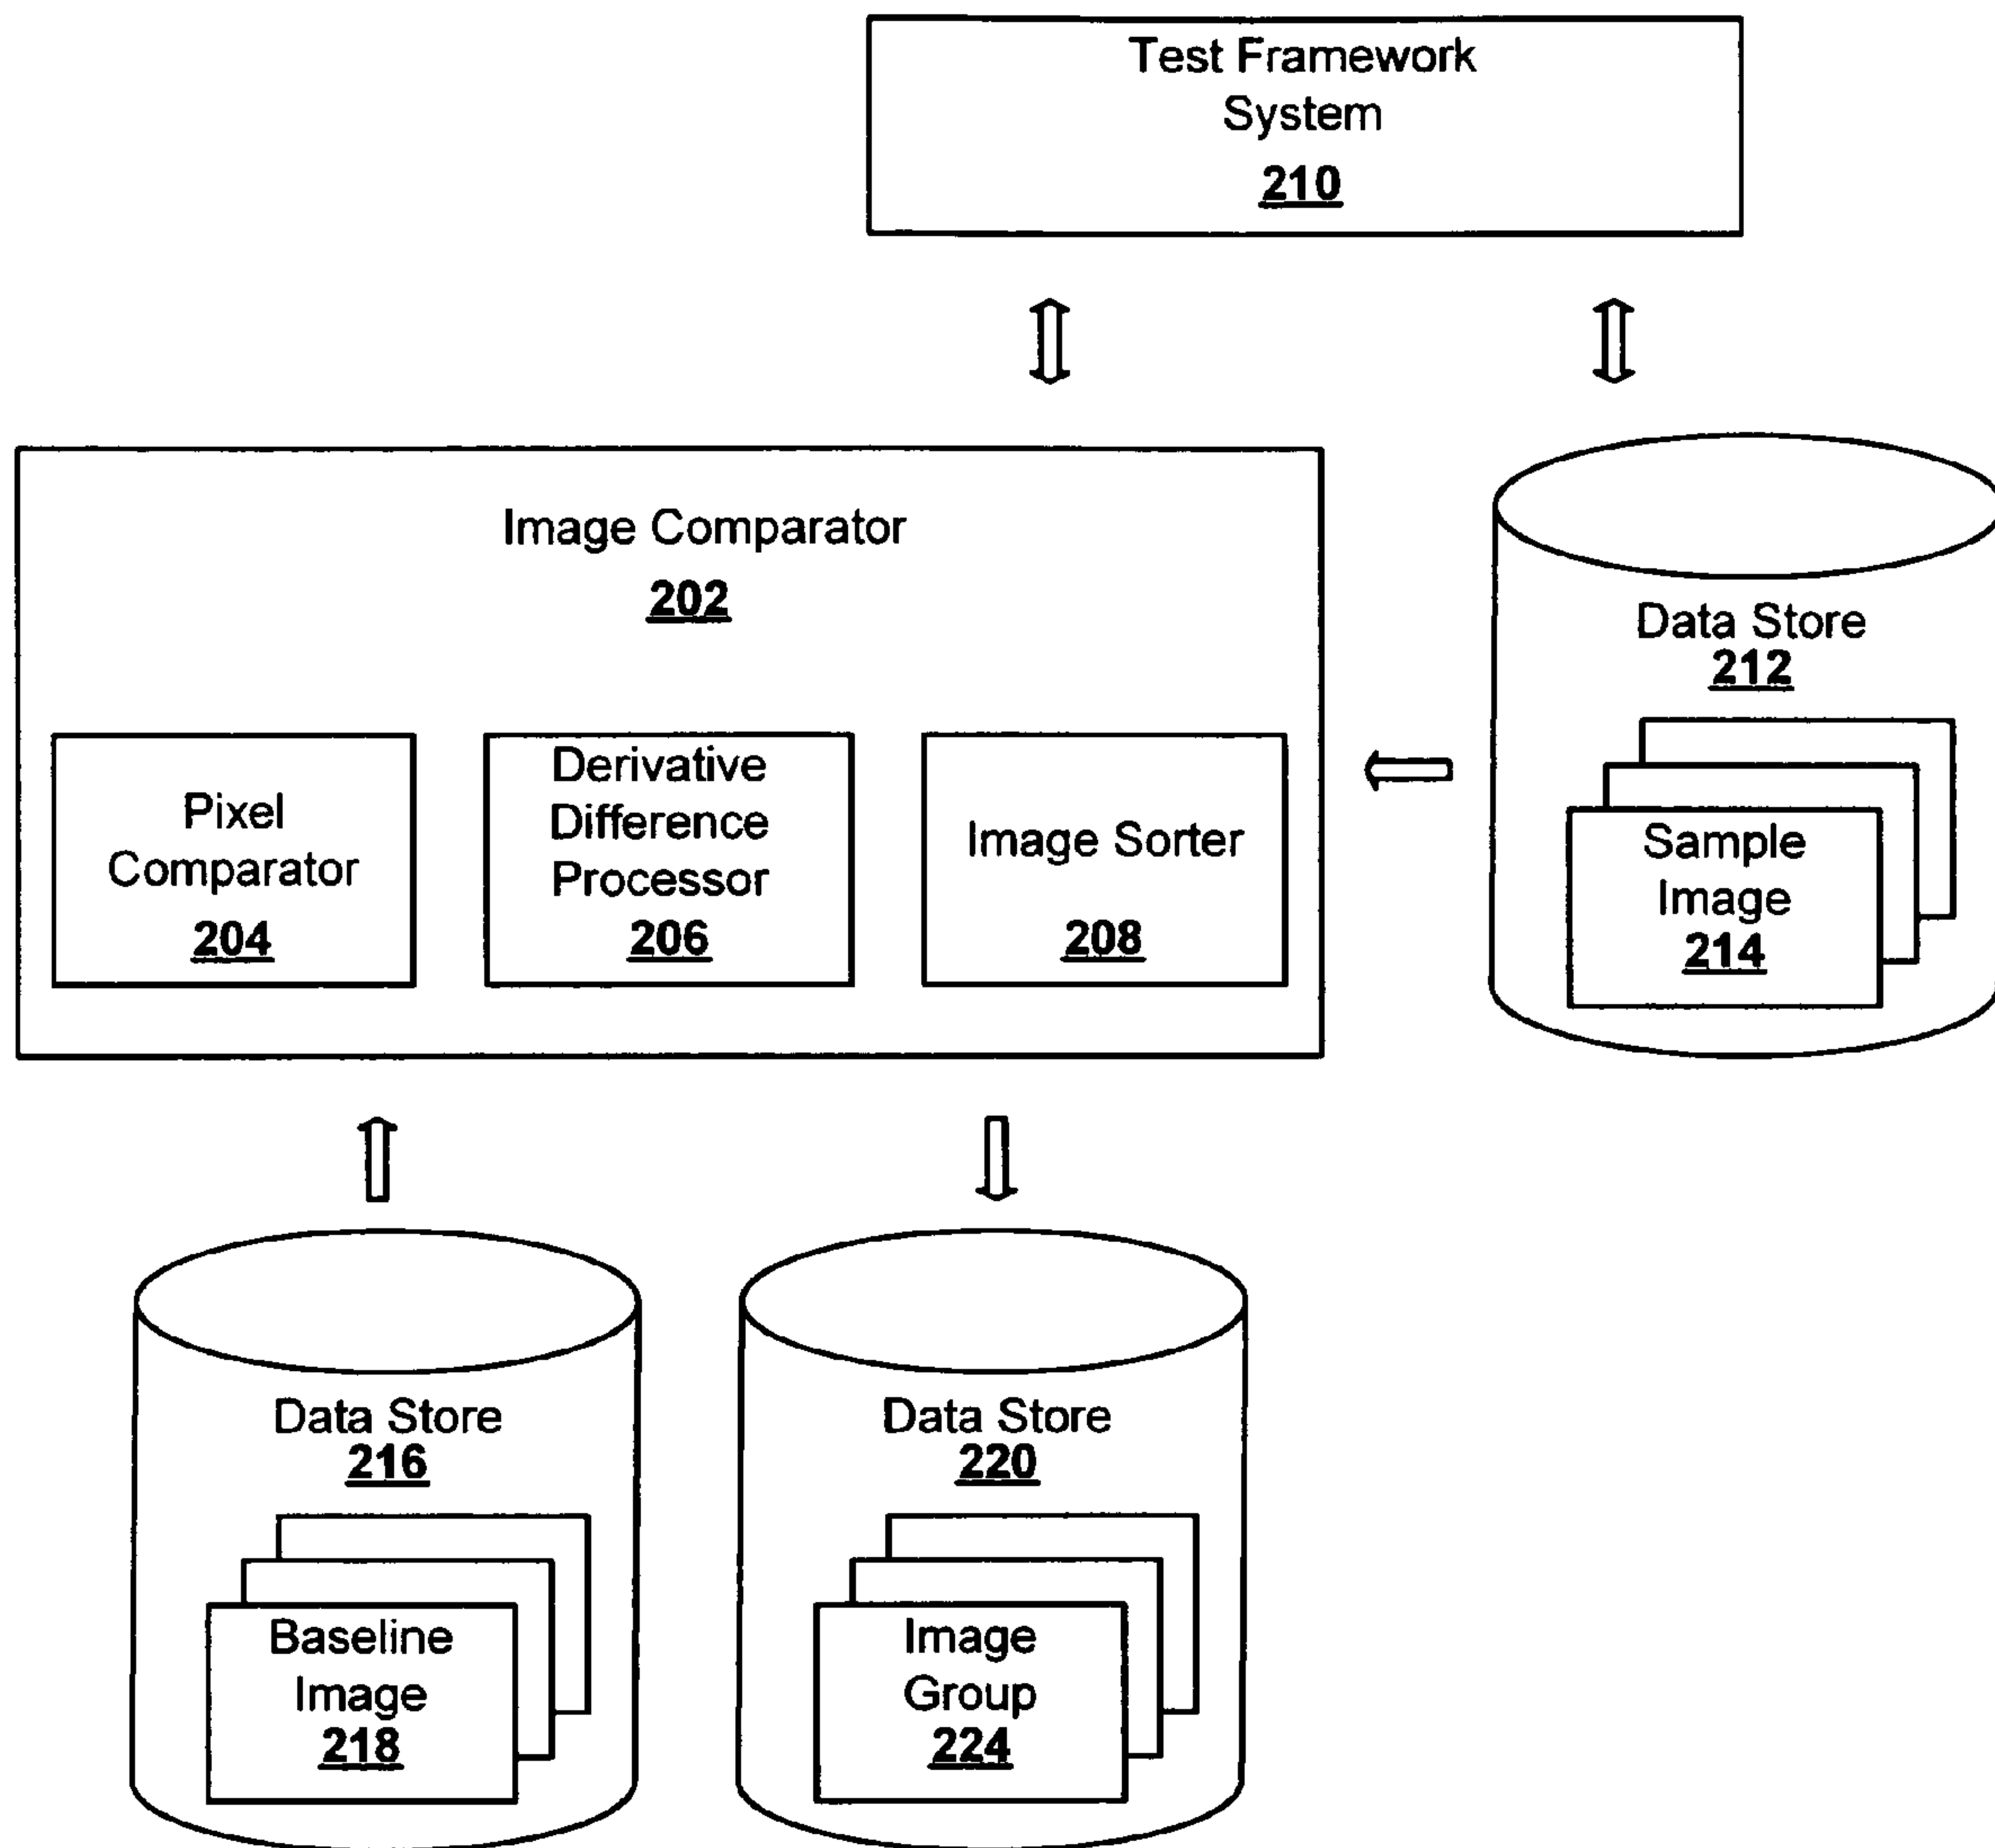 Test Framework
System
210
Image Comparator
202
Data Store
212
Pixel
Comparator
204
Derivative
Difference
Processor
206
Image Sorter
208
Sample
Image
214
Data Store
216
Baseline
Image
218
Data Store
220
Image
Group
224